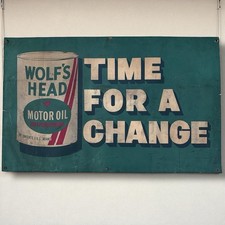 WOLF'S
HEAD
MOTOR OIL
TIME
FOR A
CHANGE